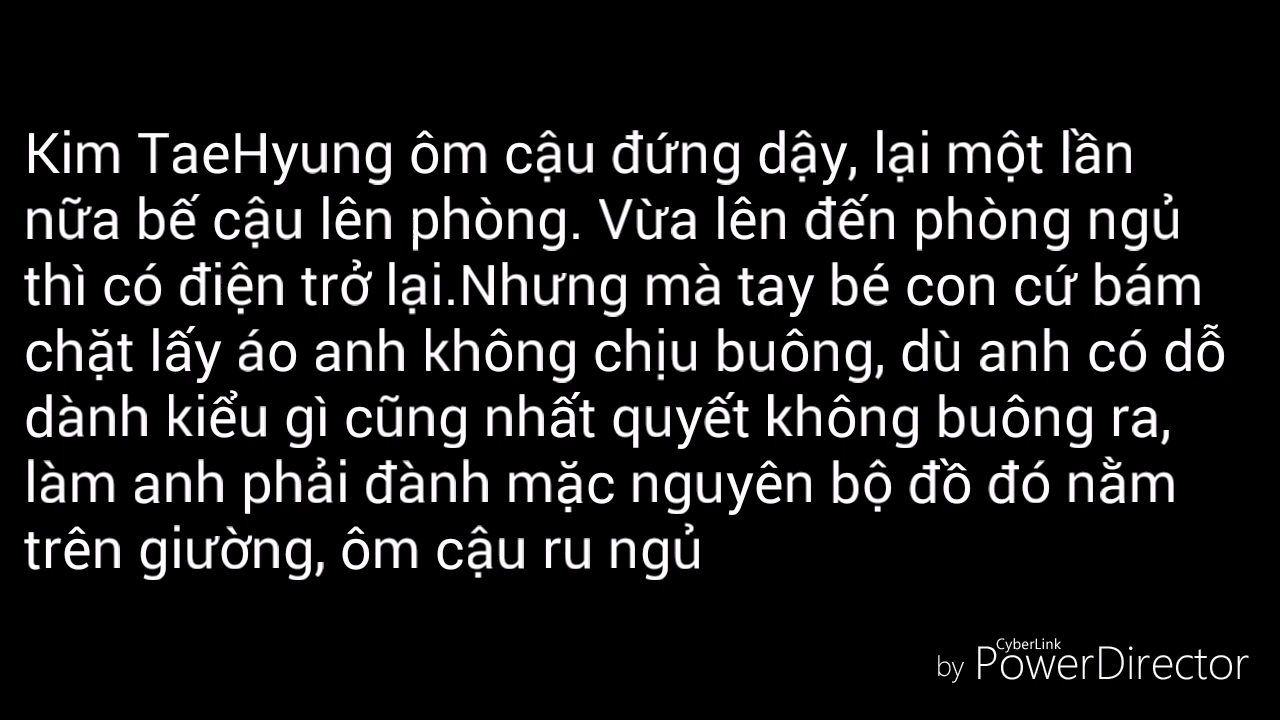 Kim TaeHyung ôm cậu đứng dậy, lại một lần
nữa bế cậu lên phòng. Vừa lên đến phòng ngủ
thì có điện trở lại.Nhưng mà tay bé con cứ bám
chặt lấy áo anh không chịu buông, dù anh có dỗ
dành kiểu gì cũng nhất quyết không buông ra,
làm anh phải đành mặc nguyên bộ đồ đó nằm
trên giường, ôm cậu ru ngủ
CyberLink
by PowerDirector